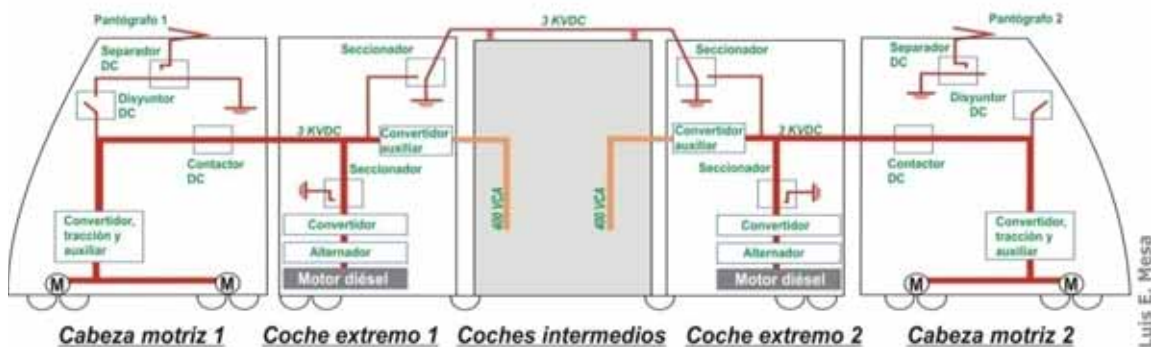 Pantógrafo 1
Separador
DC
Disyuntor
DC
3 KVDC
Contactor
DC
Convertidor,
tracción y
auxiliar
M
M
Cabeza motriz 1
Seccionador
Convertidor
auxiliar
Seccionador
Convertidor
Alternador
Motor diésel
Coche extremo 1
3 KVDC
400 VCA
400 VCA
Coches intermedios
Seccionador
Convertidor
auxiliar
3 KVDC
Seccionador
Convertidor
Alternador
Motor diésel
Coche extremo 2
Pantógrafo 2
Separador
DC
Disyuntor
DC
Contactor
DC
Convertidor,
tracción y
auxiliar
M
M
Cabeza motriz 2
Luis E. Mesa